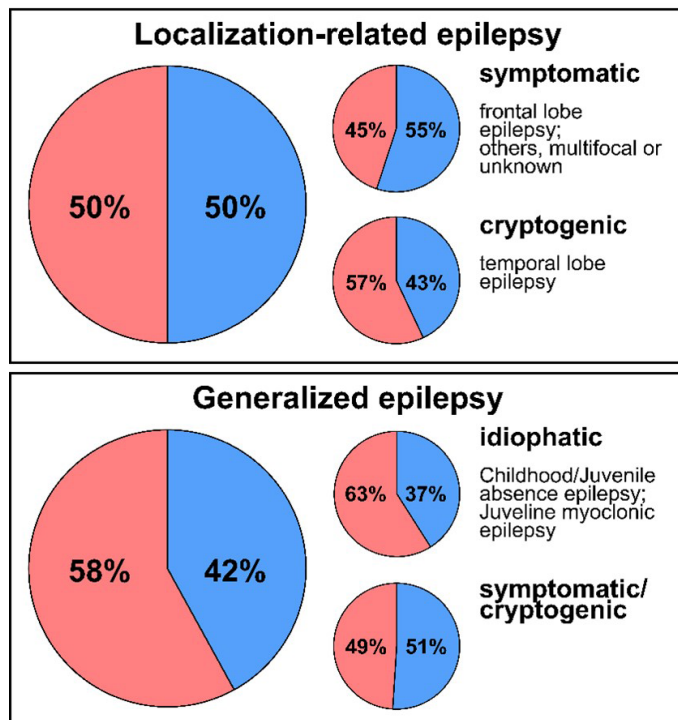 Localization-related epilepsy
50% 50%
45% 55%
symptomatic
frontal lobe
epilepsy;
others, multifocal or
unknown
57% 43%
cryptogenic
temporal lobe
epilepsy
Generalized epilepsy
58% 42%
63% 37%
idiophatic
Childhood/Juvenile
absence epilepsy;
Juveline myoclonic
epilepsy
49% 51%
symptomatic/
cryptogenic